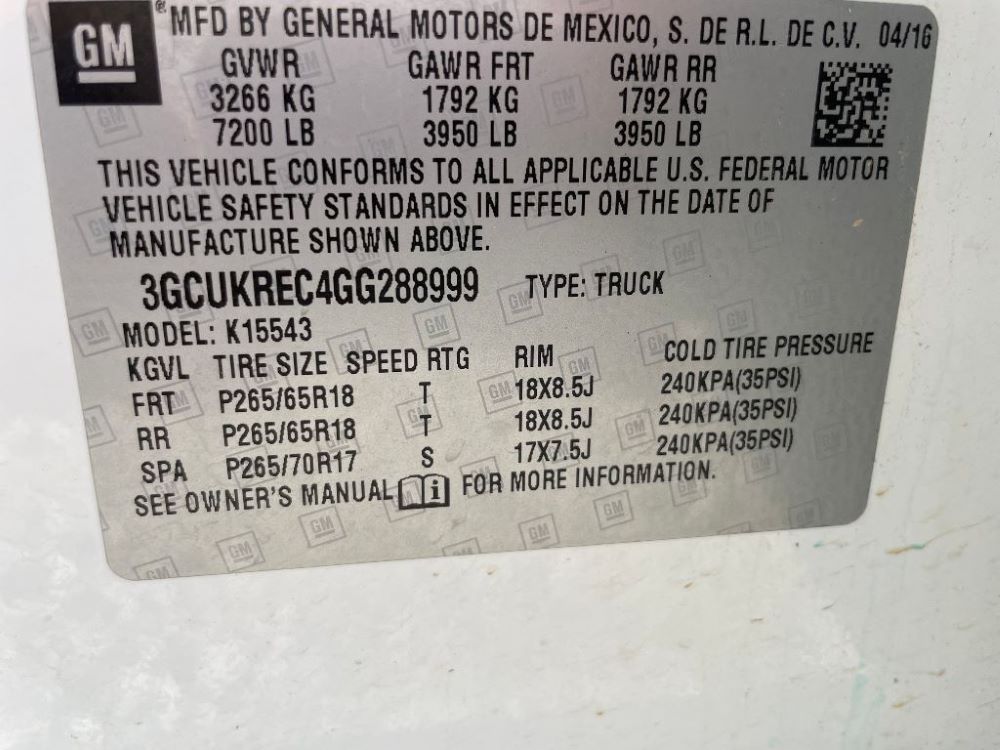 GM ® MFD BY GENERAL MOTORS DE MEXICO, S. DE R.L. DE C.V. 04/16
GVWR GAWR FRT GAWR RR
3266 KG 1792 KG 1792 KG
7200 LB 3950 LB 3950 LB
THIS VEHICLE CONFORMS TO ALL APPLICABLE U.S. FEDERAL MOTOR
VEHICLE SAFETY STANDARDS IN EFFECT ON THE DATE OF
MANUFACTURE SHOWN ABOVE.
3GCUKREC4GG288999 TYPE: TRUCK
MODEL: K15543
KGVL TIRE SIZE SPEED RTG RIM COLD TIRE PRESSURE
FRT P265/65R18 T 18X8.5J 240KPA(35PSI)
RR P265/65R18 T 18X8.5J 240KPA(35PSI)
SPA P265/70R17 S 17X7.5J 240KPA(35PSI)
SEE OWNER'S MANUAL FOR MORE INFORMATION.